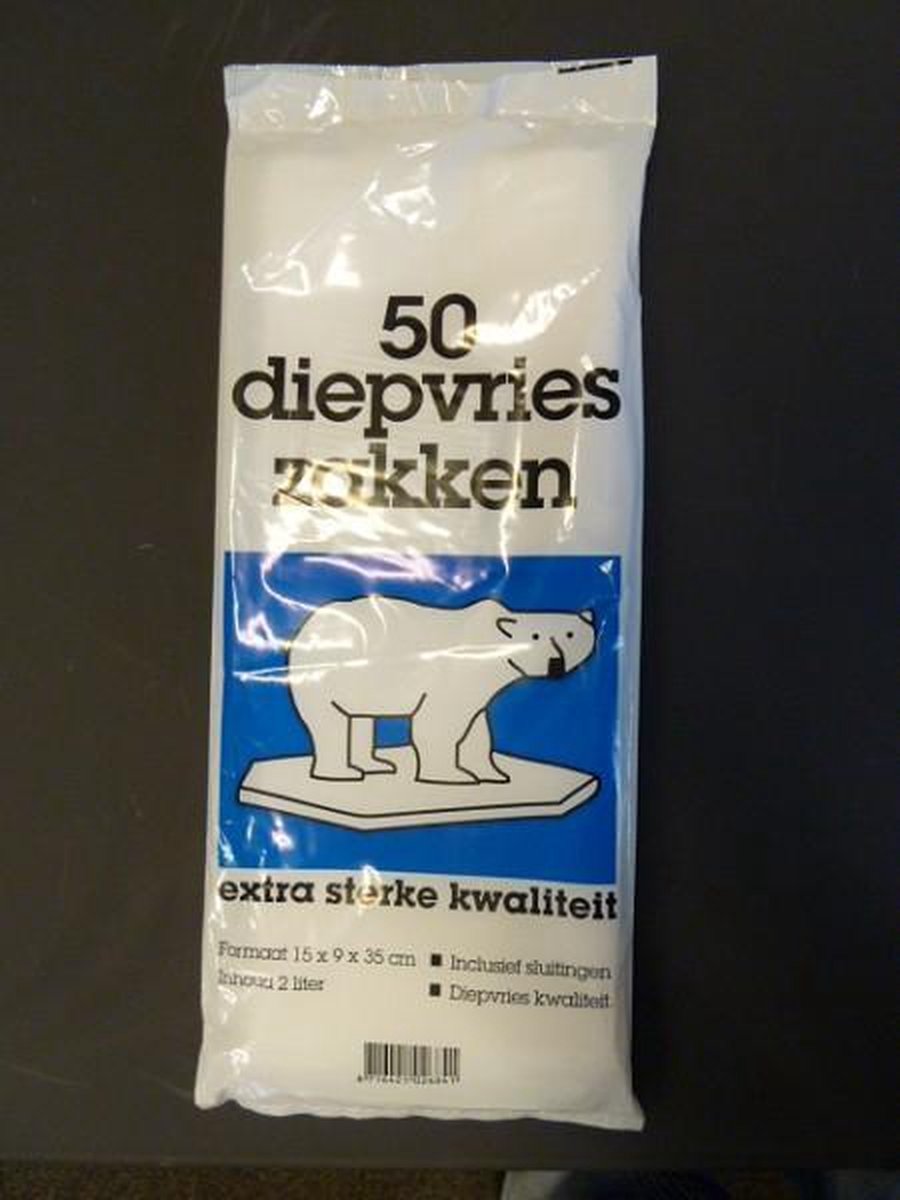 50
diepvries
zakken
extra sterke kwaliteit
Formaat 15 x 9 x 35 cm
Inhoud 2 liter
■ Inclusief sluitingen
■ Diepvries kwaliteit